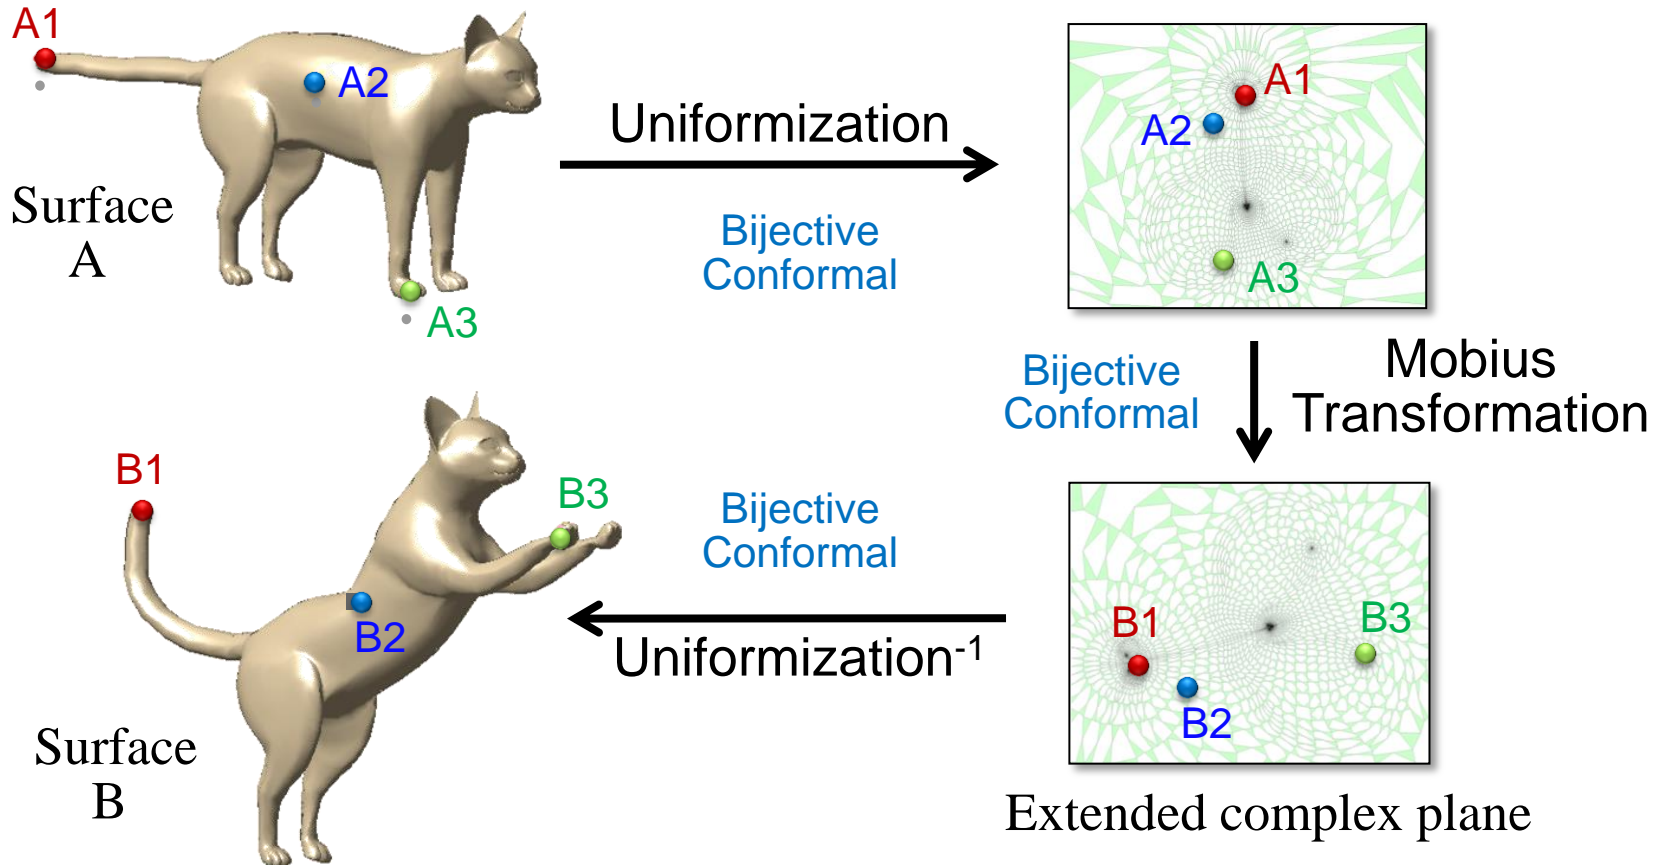 A1
A2
Surface
A
A3
Uniformization
Bijective
Conformal
A1
A2
A3
Bijective
Conformal
Mobius
Transformation
B1
B3
B2
Surface
B
Bijective
Conformal
Uniformization-1
B1
B3
B2
Extended complex plane